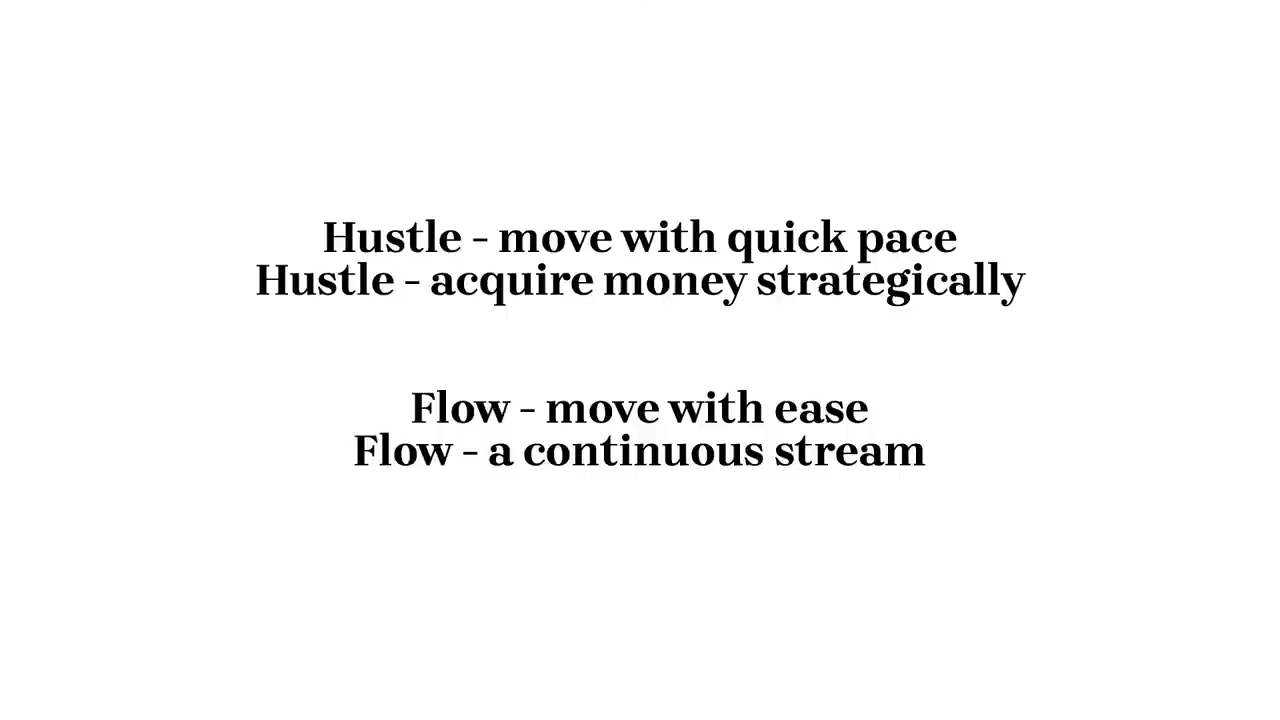 Hustle - move with quick pace
Hustle - acquire money strategically
Flow - move with ease
Flow - a continuous stream